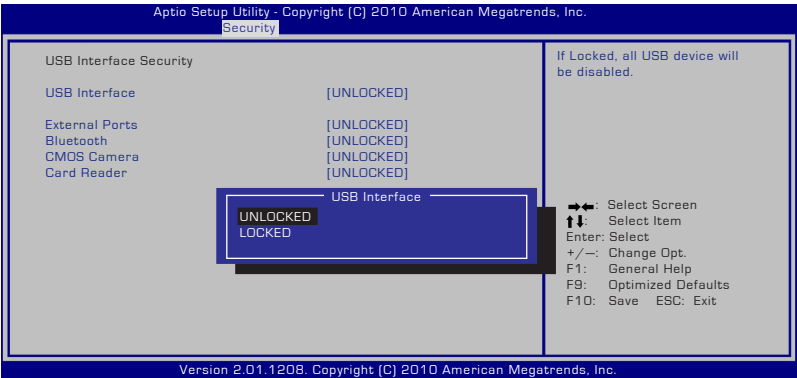 Aptio Setup Utility - Copyright (C) 2010 American Megatrends, Inc.
Security
USB Interface Security
USB Interface [UNLOCKED]
External Ports [UNLOCKED]
Bluetooth [UNLOCKED]
CMOS Camera [UNLOCKED]
Card Reader [UNLOCKED]
USB Interface
UNLOCKED
LOCKED
If Locked, all USB device will
be disabled.
→←: Select Screen
↑↓: Select Item
Enter: Select
+/—: Change Opt.
F1: General Help
F9: Optimized Defaults
F10: Save ESC: Exit
Version 2.01.1208. Copyright (C) 2010 American Megatrends, Inc.